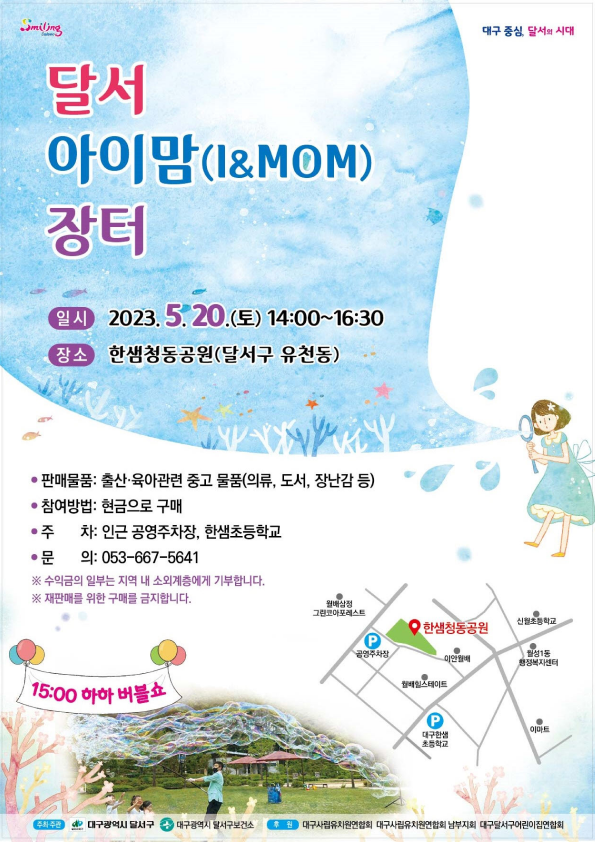 Smiling
대구 중심, 달서의 시대
달서
아이맘(I&MOM)
장터
일시 2023. 5. 20.(토) 14:00~16:30
장소 한샘청동공원(달서구 유천동)
• 판매물품: 출산·육아관련 중고 물품(의류, 도서, 장난감 등)
• 참여방법: 현금으로 구매
• 주 차: 인근 공영주차장, 한샘초등학교
• 문 의: 053-667-5641
※ 수익금의 일부는 지역 내 소외계층에게 기부합니다.
※ 재판매를 위한 구매를 금지합니다.
월배삼정
그린코아포레스트
한샘청동공원
신월초등학교
P
공영주차장
이안월배
월성1동
행정복지센터
월배힐스테이트
P
대구한샘
초등학교
이마트
15:00 하하 버블쇼
주최·주관 대구광역시 달서구 대구광역시 달서구보건소 후 원 대구사립유치원연합회 대구사립유치원연합회 남부지회 대구달서구어린이집연합회